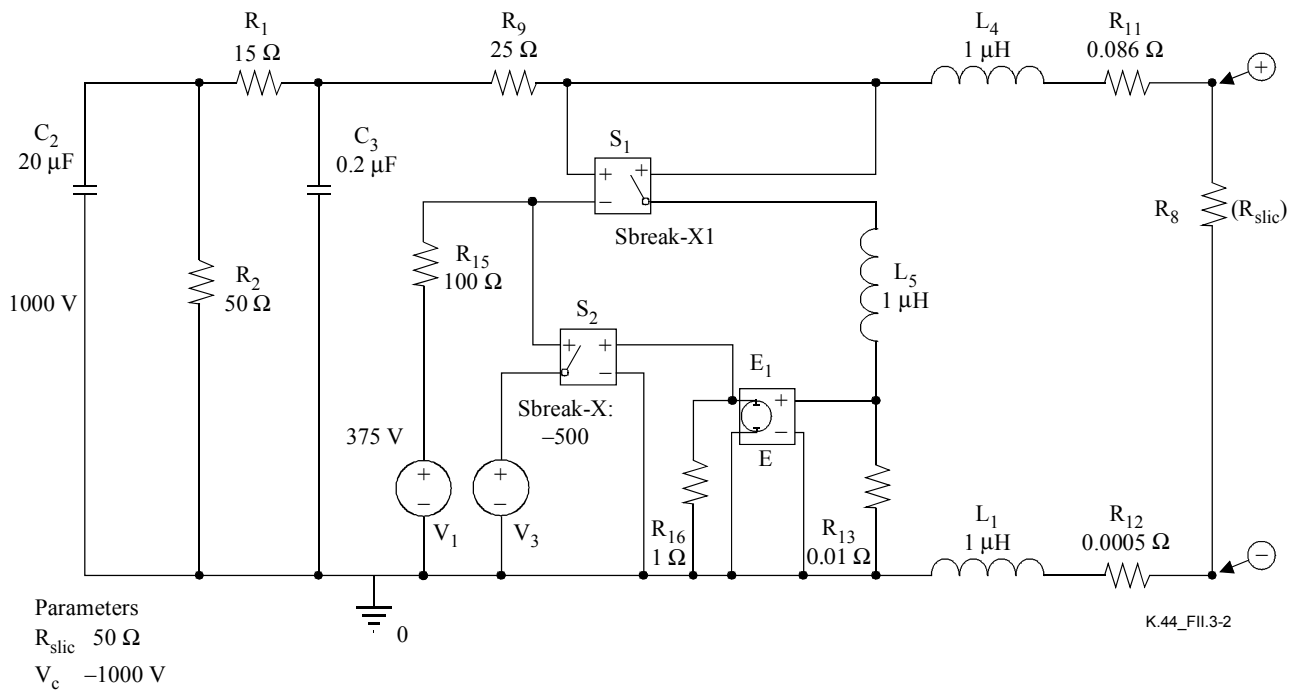 R1
15 Ω
R9
25 Ω
L4
1 µH
R11
0.086 Ω
+
C2
20 µF
C3
0.2 µF
S1
+ +
−
Sbreak-X1
R8 (Rslic)
R15
100 Ω
L5
1 µH
R2
50 Ω
1000 V
S2
+ +
−
Sbreak-X:
–500
E1
+
−
E
375 V
+
−
V1
+
−
V3
R16
1 Ω
R13
0.01 Ω
L1
1 µH
R12
0.0005 Ω
−
0
Parameters
Rslic 50 Ω
Vc –1000 V
K.44_FII.3-2